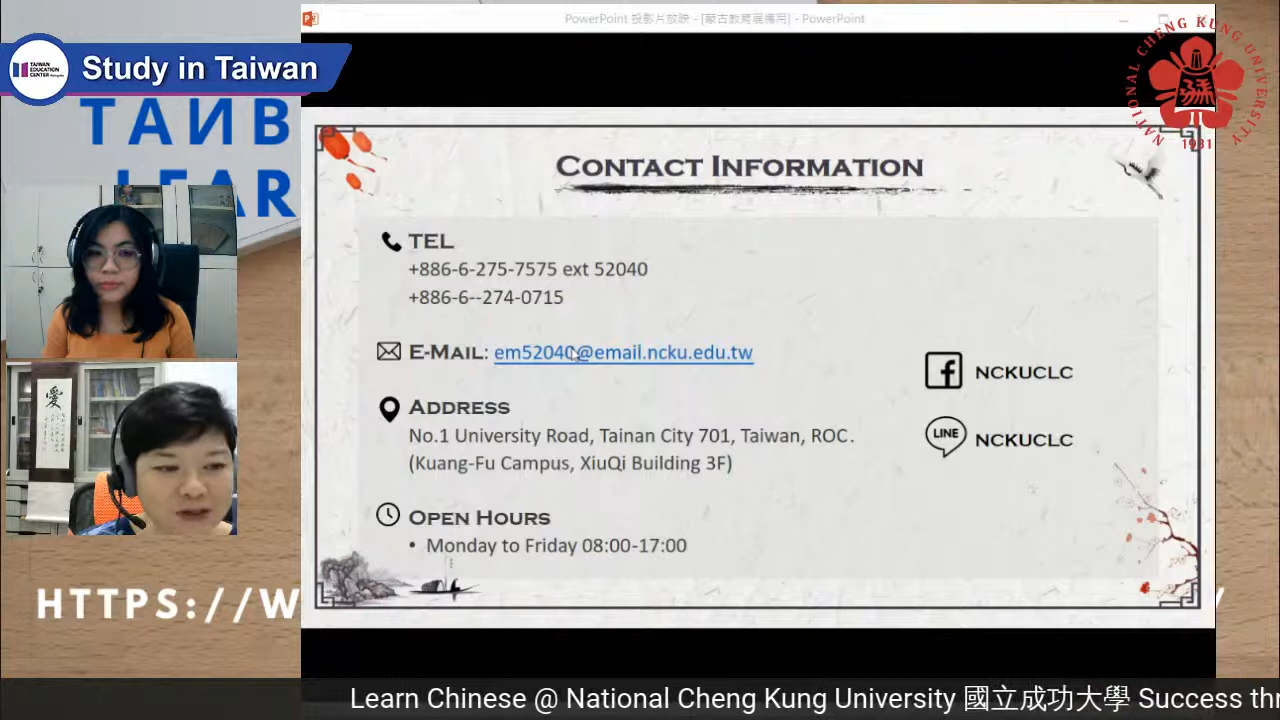 PowerPoint 投影片放映 - [蒙古教育展應用] - PowerPoint
TAIWAN
EDUCATION
CENTER Mongolia
Study in Taiwan
NATIONAL CHENG KUNG UNIVERSITY
1931
ТАЙВ
LEAR
CONTACT INFORMATION
TEL
+886-6-275-7575 ext 52040
+886-6--274-0715
E-MAIL: em52040@email.ncku.edu.tw
ADDRESS
No.1 University Road, Tainan City 701, Taiwan, ROC.
(Kuang-Fu Campus, XiuQi Building 3F)
OPEN HOURS
• Monday to Friday 08:00-17:00
NCKUCLC
LINE
NCKUCLC
愛
HTTPS://W
Learn Chinese @ National Cheng Kung University 國立成功大學 Success thr